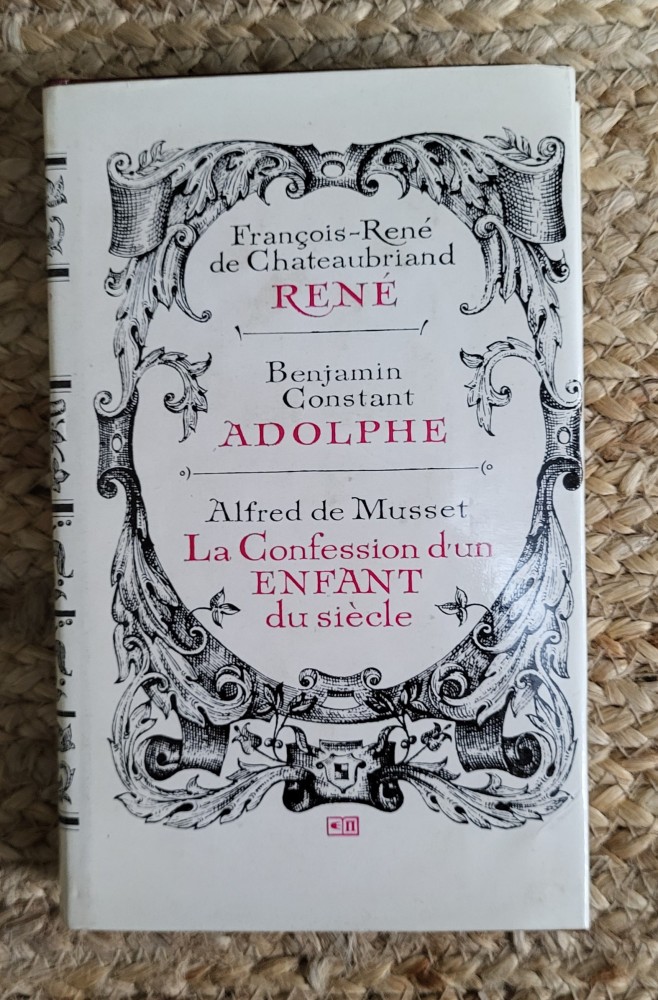 François-René
de Chateaubriand
RENÉ
Benjamin
Constant
ADOLPHE
Alfred de Musset
La Confession d'un
ENFANT
du siècle